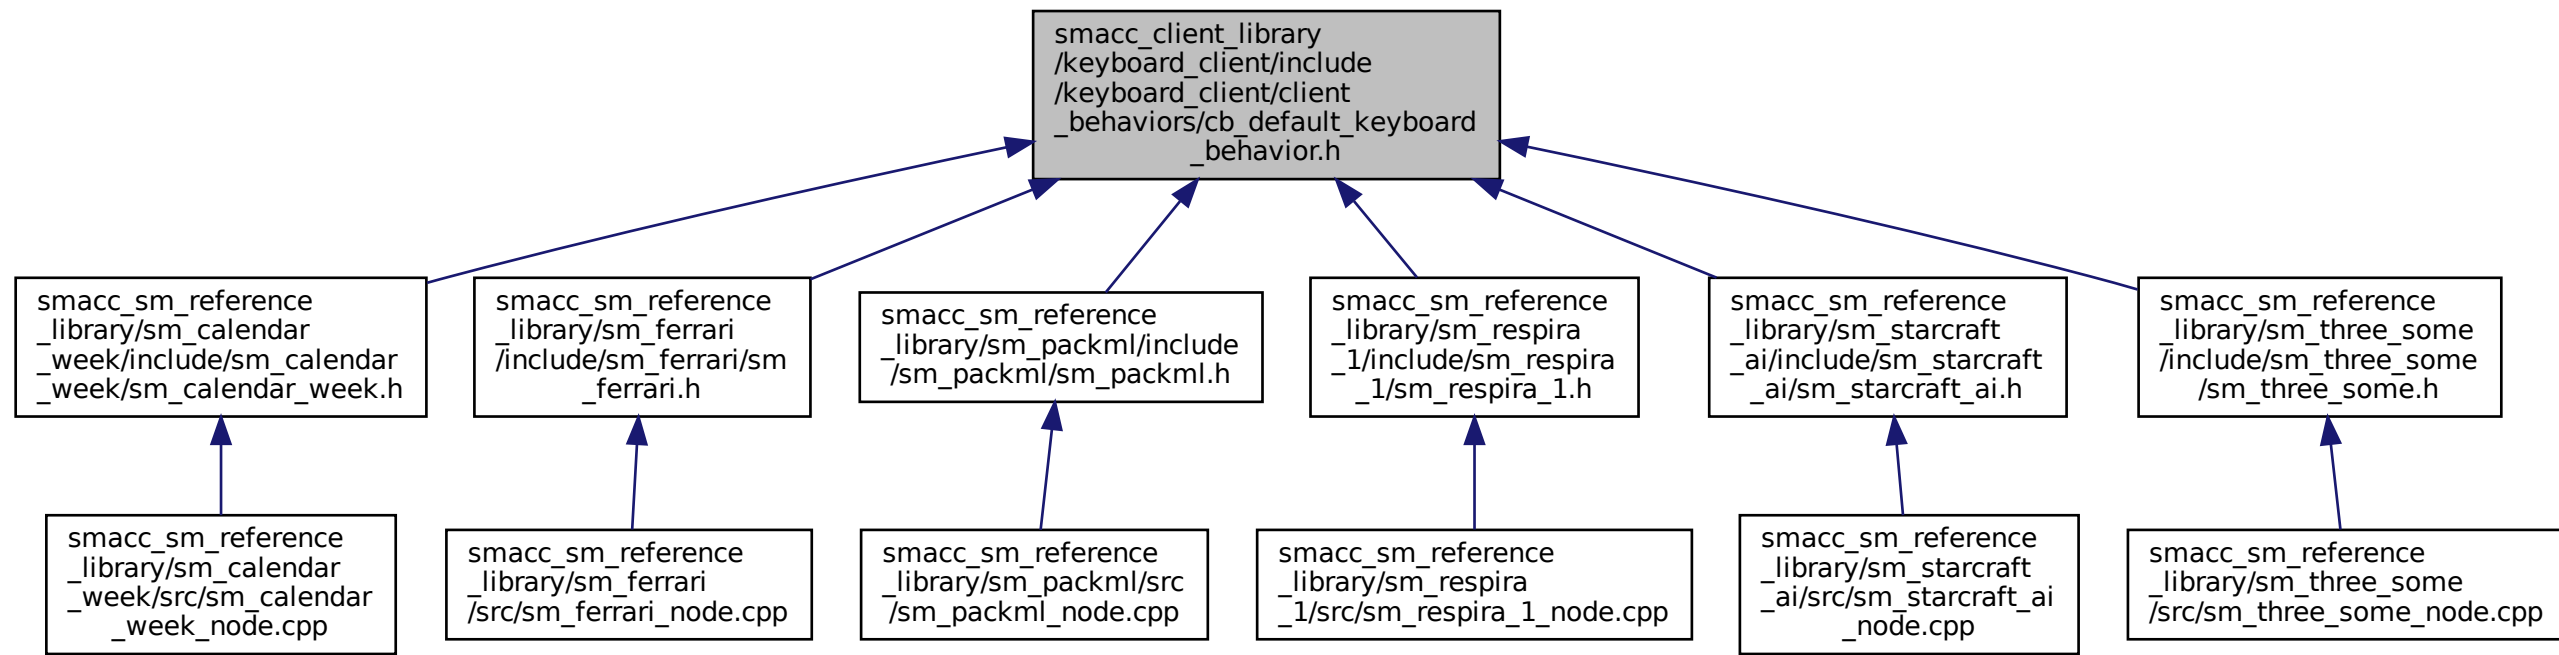 smacc_client_library
/keyboard_client/include
/keyboard_client/client
_behaviors/cb_default_keyboard
_behavior.h
smacc_sm_reference
_library/sm_calendar
_week/include/sm_calendar
_week/sm_calendar_week.h
smacc_sm_reference
_library/sm_ferrari
/include/sm_ferrari/sm
_ferrari.h
smacc_sm_reference
_library/sm_packml/include
/sm_packml/sm_packml.h
smacc_sm_reference
_library/sm_respira
_1/include/sm_respira
_1/sm_respira_1.h
smacc_sm_reference
_library/sm_starcraft
_ai/include/sm_starcraft
_ai/sm_starcraft_ai.h
smacc_sm_reference
_library/sm_three_some
/include/sm_three_some
/sm_three_some.h
smacc_sm_reference
_library/sm_calendar
_week/src/sm_calendar
_week_node.cpp
smacc_sm_reference
_library/sm_ferrari
/src/sm_ferrari_node.cpp
smacc_sm_reference
_library/sm_packml/src
/sm_packml_node.cpp
smacc_sm_reference
_library/sm_respira
_1/src/sm_respira_1_node.cpp
smacc_sm_reference
_library/sm_starcraft
_ai/src/sm_starcraft_ai
_node.cpp
smacc_sm_reference
_library/sm_three_some
/src/sm_three_some_node.cpp